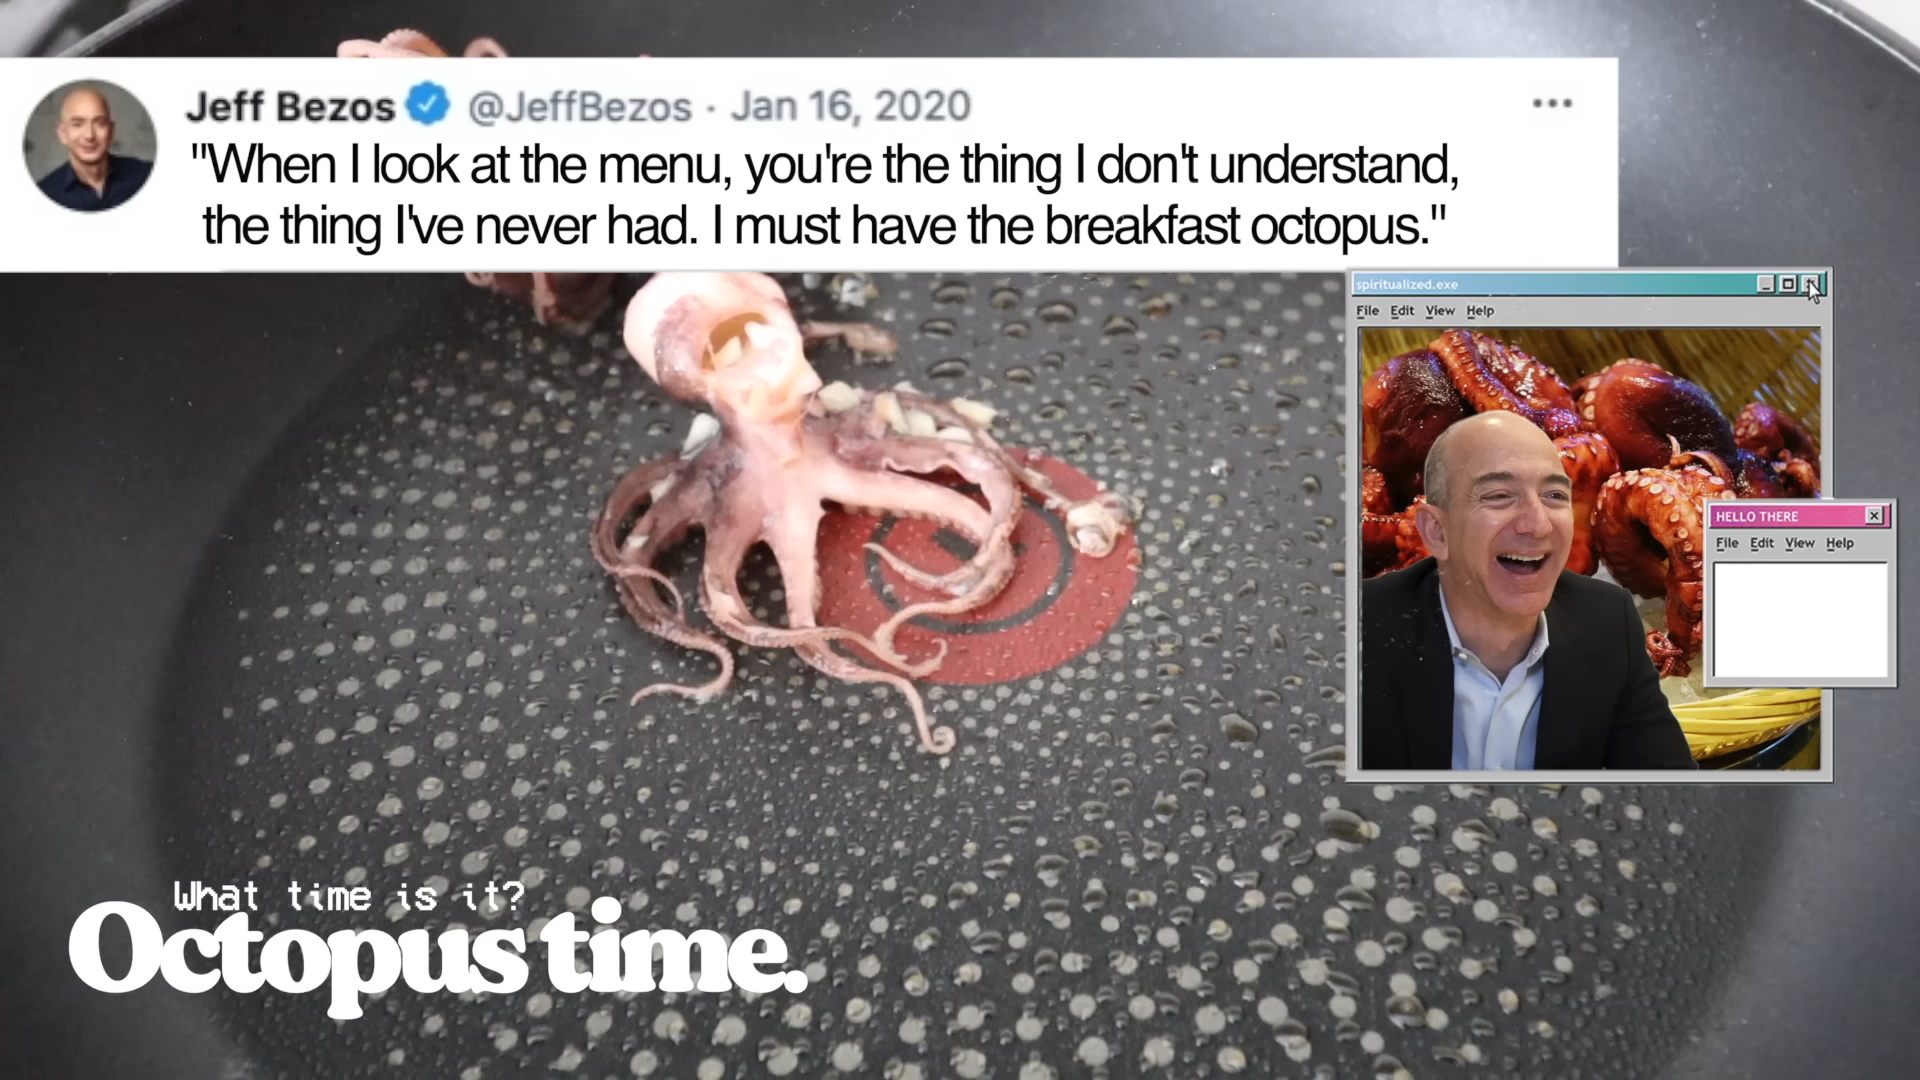 Jeff Bezos @JeffBezos · Jan 16, 2020
"When I look at the menu, you're the thing I don't understand,
the thing I've never had. I must have the breakfast octopus."
spiritualized.exe
File Edit View Help
HELLO THERE
File Edit View Help
What time is it?
Octopus time.